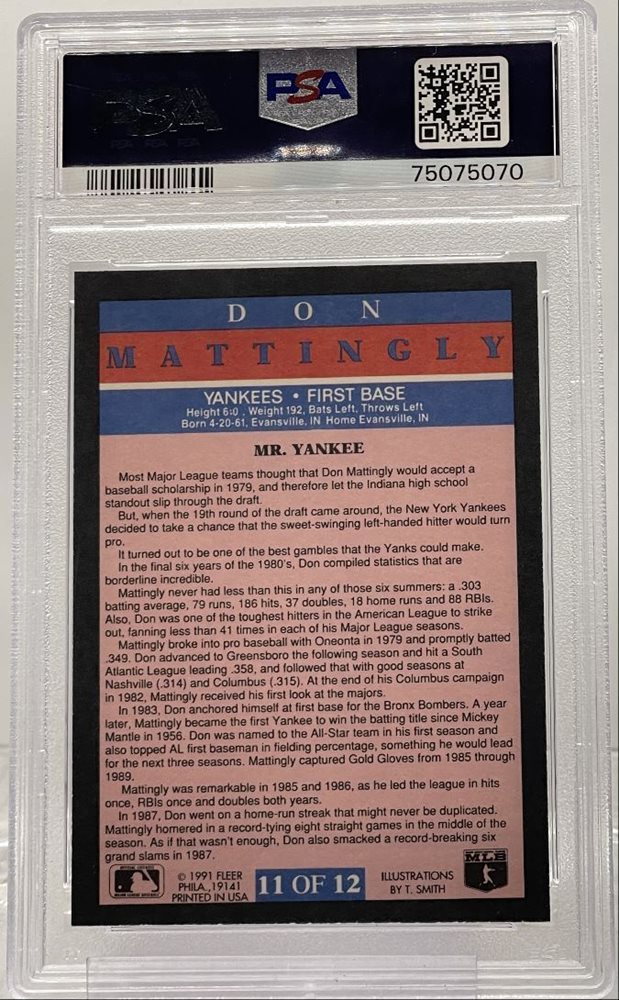 PSA
75075070
DON
MATTINGLY
YANKEES • FIRST BASE
Height 6:0 . Weight 192, Bats Left, Throws Left
Born 4-20-61, Evansville, IN Home Evansville, IN
MR. YANKEE
Most Major League teams thought that Don Mattingly would accept a
baseball scholarship in 1979, and therefore let the Indiana high school
standout slip through the draft.
But, when the 19th round of the draft came around, the New York Yankees
decided to take a chance that the sweet-swinging left-handed hitter would turn
pro.
It turned out to be one of the best gambles that the Yanks could make.
In the final six years of the 1980's, Don compiled statistics that are
borderline incredible.
Mattingly never had less than this in any of those six summers: a .303
batting average, 79 runs, 186 hits, 37 doubles, 18 home runs and 88 RBIs.
Also, Don was one of the toughest hitters in the American League to strike
out, fanning less than 41 times in each of his Major League seasons.
Mattingly broke into pro baseball with Oneonta in 1979 and promptly batted
.349. Don advanced to Greensboro the following season and hit a South
Atlantic League leading .358, and followed that with good seasons at
Nashville (.314) and Columbus (.315). At the end of his Columbus campaign
in 1982, Mattingly received his first look at the majors.
In 1983, Don anchored himself at first base for the Bronx Bombers. A year
later, Mattingly became the first Yankee to win the batting title since Mickey
Mantle in 1956. Don was named to the All-Star team in his first season and
also topped AL first baseman in fielding percentage, something he would lead
for the next three seasons. Mattingly captured Gold Gloves from 1985 through
1989.
Mattingly was remarkable in 1985 and 1986, as he led the league in hits
once, RBIs once and doubles both years.
In 1987, Don went on a home-run streak that might never be duplicated.
Mattingly homered in a record-tying eight straight games in the middle of the
season. As if that wasn't enough, Don also smacked a record-breaking six
grand slams in 1987.
© 1991 FLEER
PHILA.,19141
PRINTED IN USA
11 OF 12
ILLUSTRATIONS
BY T. SMITH
MLB